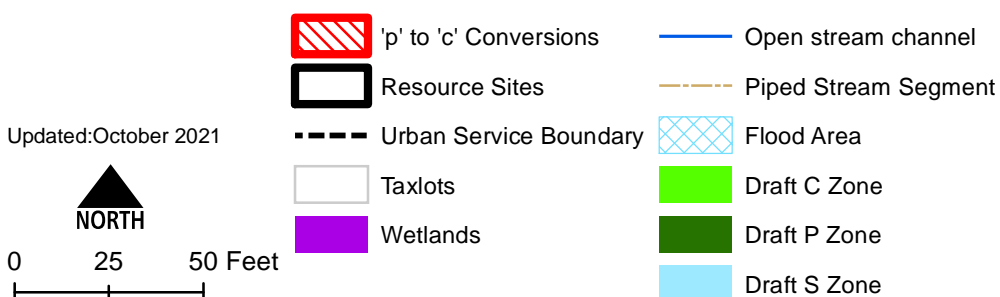 Updated:October 2021
NORTH
0 25 50 Feet
'p' to 'c' Conversions
Resource Sites
Urban Service Boundary
Taxlots
Wetlands
Open stream channel
Piped Stream Segment
Flood Area
Draft C Zone
Draft P Zone
Draft S Zone